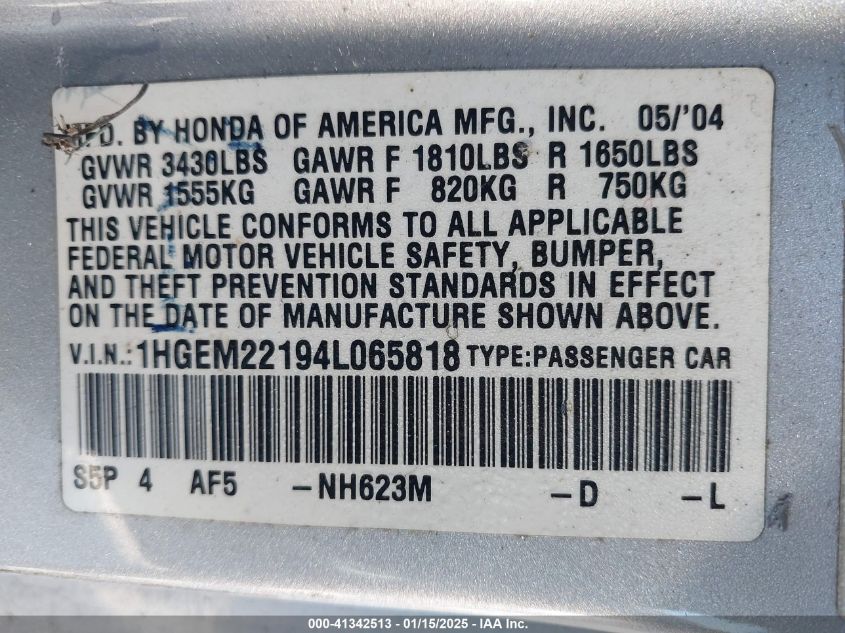 MFD. BY HONDA OF AMERICA MFG., INC. 05/'04
GVWR 3430LBS GAWR F 1810LBS R 1650LBS
GVWR 1555KG GAWR F 820KG R 750KG
THIS VEHICLE CONFORMS TO ALL APPLICABLE
FEDERAL MOTOR VEHICLE SAFETY, BUMPER,
AND THEFT PREVENTION STANDARDS IN EFFECT
ON THE DATE OF MANUFACTURE SHOWN ABOVE.
V.I.N.: 1HGEM22194L065818 TYPE:PASSENGER CAR
S5P 4 AF5 -NH623M -D -L
000-41342513 - 01/15/2025 - IAA Inc.